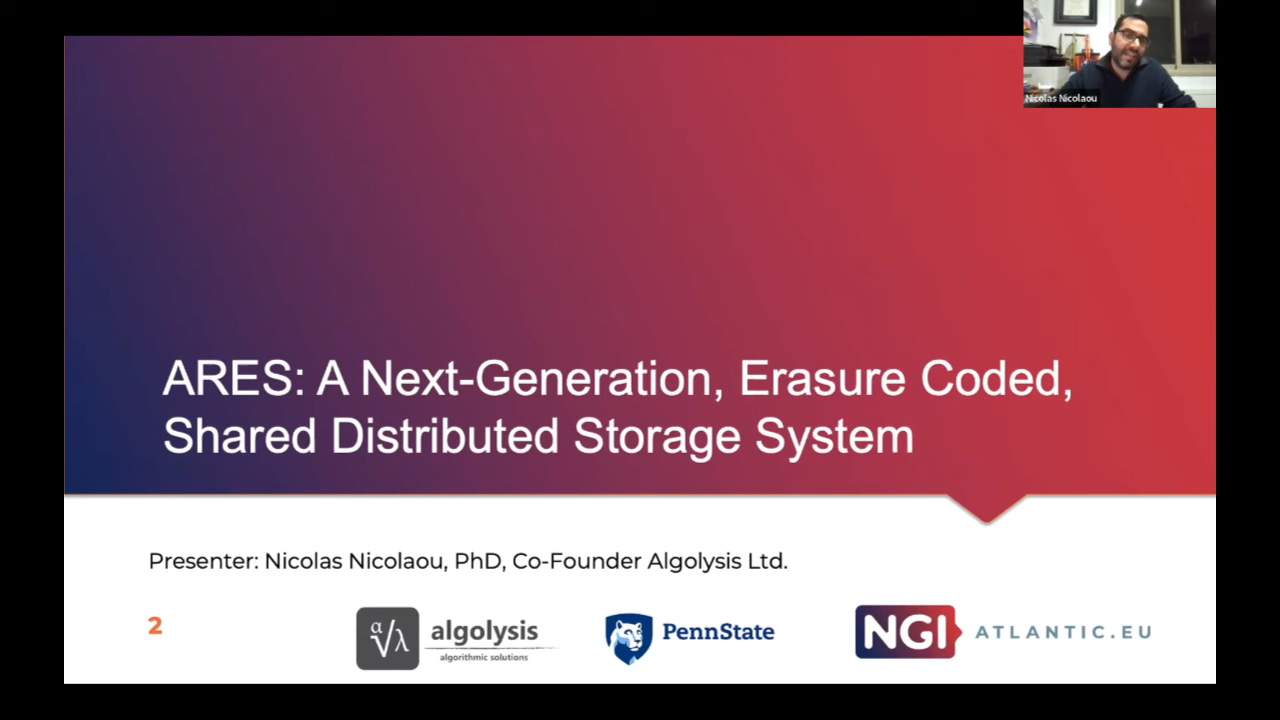 Nicolas Nicolaou
ARES: A Next-Generation, Erasure Coded,
Shared Distributed Storage System
Presenter: Nicolas Nicolaou, PhD, Co-Founder Algolysis Ltd.
2
α√λ algolysis
algorithmic solutions
PennState
NGI ATLANTIC.EU